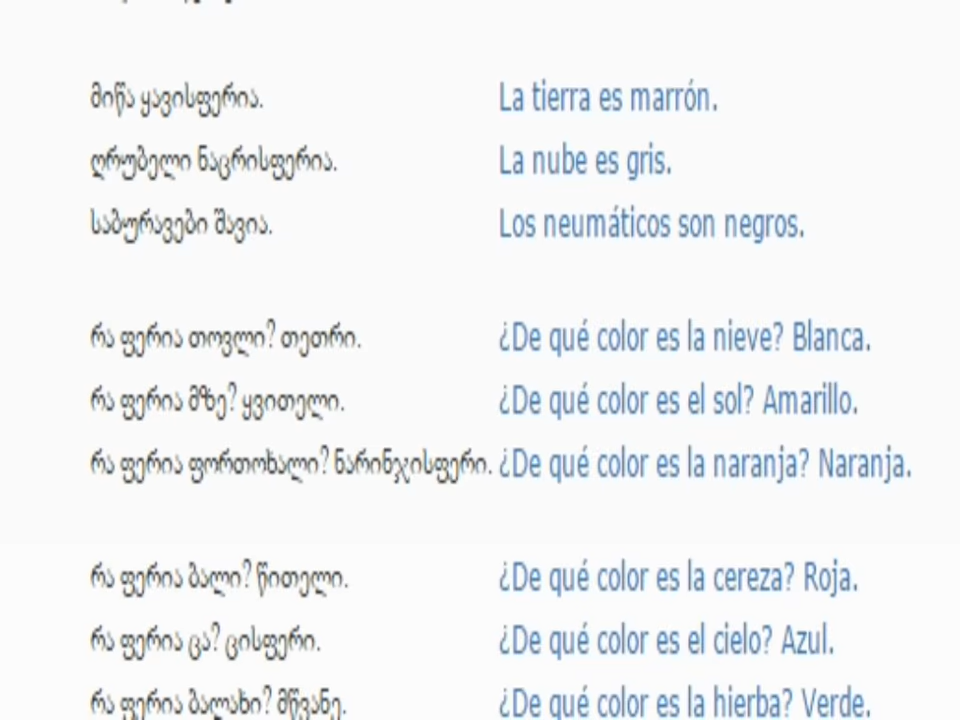 მიწა ყავისფერია. La tierra es marrón.
ღრუბელი ნაცრისფერია. La nube es gris.
საბურავები შავია. Los neumáticos son negros.
რა ფერია თოვლი? თეთრი. ¿De qué color es la nieve? Blanca.
რა ფერია მზე? ყვითელი. ¿De qué color es el sol? Amarillo.
რა ფერია ფორთოხალი? ნარინჯისფერი. ¿De qué color es la naranja? Naranja.
რა ფერია ბალი? წითელი. ¿De qué color es la cereza? Roja.
რა ფერია ცა? ცისფერი. ¿De qué color es el cielo? Azul.
რა ფერია ბალახი? მწვანე. ¿De qué color es la hierba? Verde.